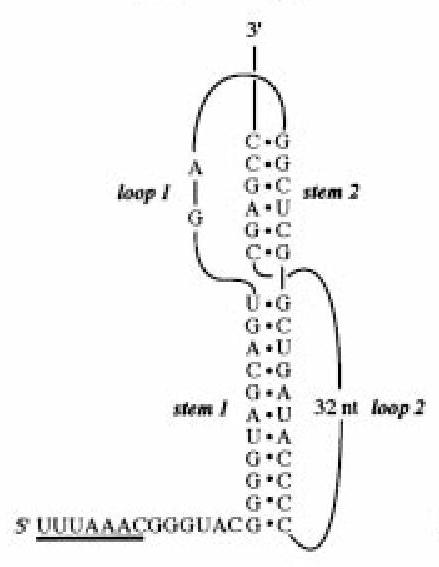 3'
C•G
C•G
A
G•C
loop 1
stem 2
A•U
G
G•C
C•G
U•G
G•C
A•U
C•G
G•A
stem 1
A•U
32 nt loop 2
U•A
G•C
G•C
5' UUUAAACGGGUACG•C